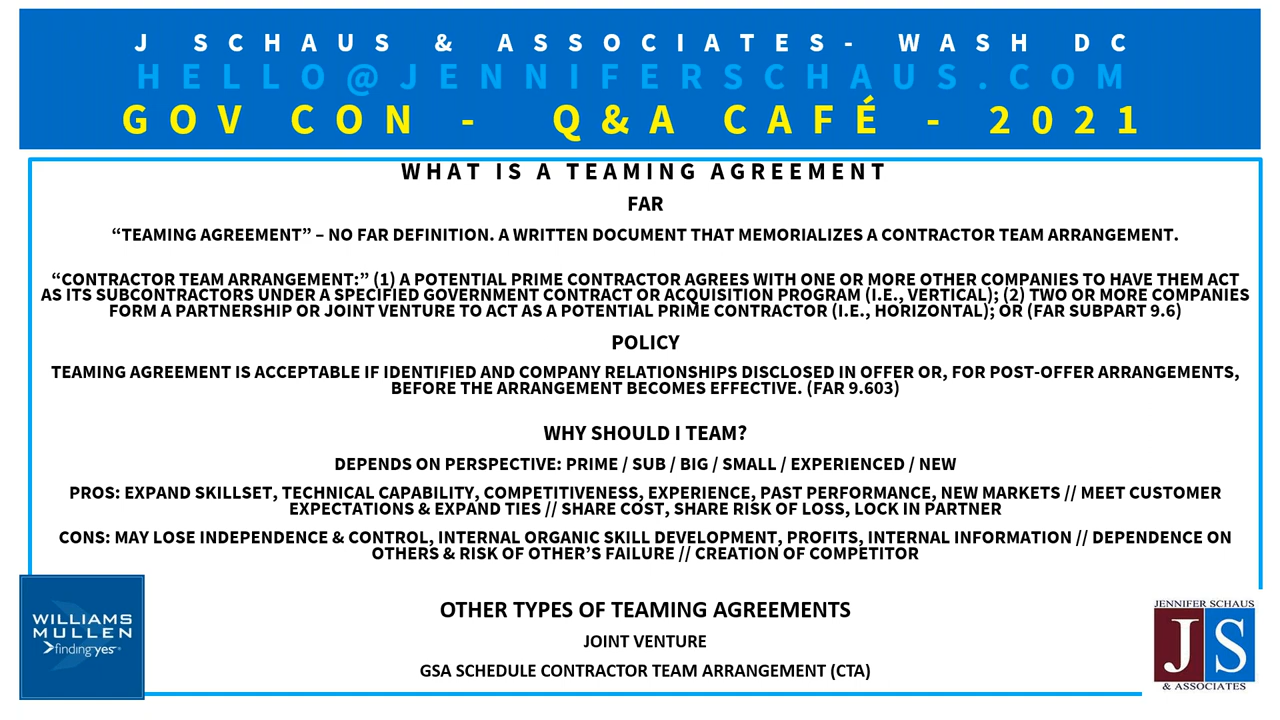 J SCHAUS & ASSOCIATES- WASH DC
HELLO@JENNIFERSCHAUS.COM
GOV CON - Q&A CAFÉ - 2021
WHAT IS A TEAMING AGREEMENT
FAR
“TEAMING AGREEMENT” – NO FAR DEFINITION. A WRITTEN DOCUMENT THAT MEMORIALIZES A CONTRACTOR TEAM ARRANGEMENT.
“CONTRACTOR TEAM ARRANGEMENT:” (1) A POTENTIAL PRIME CONTRACTOR AGREES WITH ONE OR MORE OTHER COMPANIES TO HAVE THEM ACT
AS ITS SUBCONTRACTORS UNDER A SPECIFIED GOVERNMENT CONTRACT OR ACQUISITION PROGRAM (I.E., VERTICAL); (2) TWO OR MORE COMPANIES
FORM A PARTNERSHIP OR JOINT VENTURE TO ACT AS A POTENTIAL PRIME CONTRACTOR (I.E., HORIZONTAL); OR (FAR SUBPART 9.6)
POLICY
TEAMING AGREEMENT IS ACCEPTABLE IF IDENTIFIED AND COMPANY RELATIONSHIPS DISCLOSED IN OFFER OR, FOR POST-OFFER ARRANGEMENTS,
BEFORE THE ARRANGEMENT BECOMES EFFECTIVE. (FAR 9.603)
WHY SHOULD I TEAM?
DEPENDS ON PERSPECTIVE: PRIME / SUB / BIG / SMALL / EXPERIENCED / NEW
PROS: EXPAND SKILLSET, TECHNICAL CAPABILITY, COMPETITIVENESS, EXPERIENCE, PAST PERFORMANCE, NEW MARKETS // MEET CUSTOMER
EXPECTATIONS & EXPAND TIES // SHARE COST, SHARE RISK OF LOSS, LOCK IN PARTNER
CONS: MAY LOSE INDEPENDENCE & CONTROL, INTERNAL ORGANIC SKILL DEVELOPMENT, PROFITS, INTERNAL INFORMATION // DEPENDENCE ON
OTHERS & RISK OF OTHER’S FAILURE // CREATION OF COMPETITOR
OTHER TYPES OF TEAMING AGREEMENTS
JOINT VENTURE
GSA SCHEDULE CONTRACTOR TEAM ARRANGEMENT (CTA)
WILLIAMS
MULLEN
finding yes
JENNIFER SCHAUS
JS
& ASSOCIATES